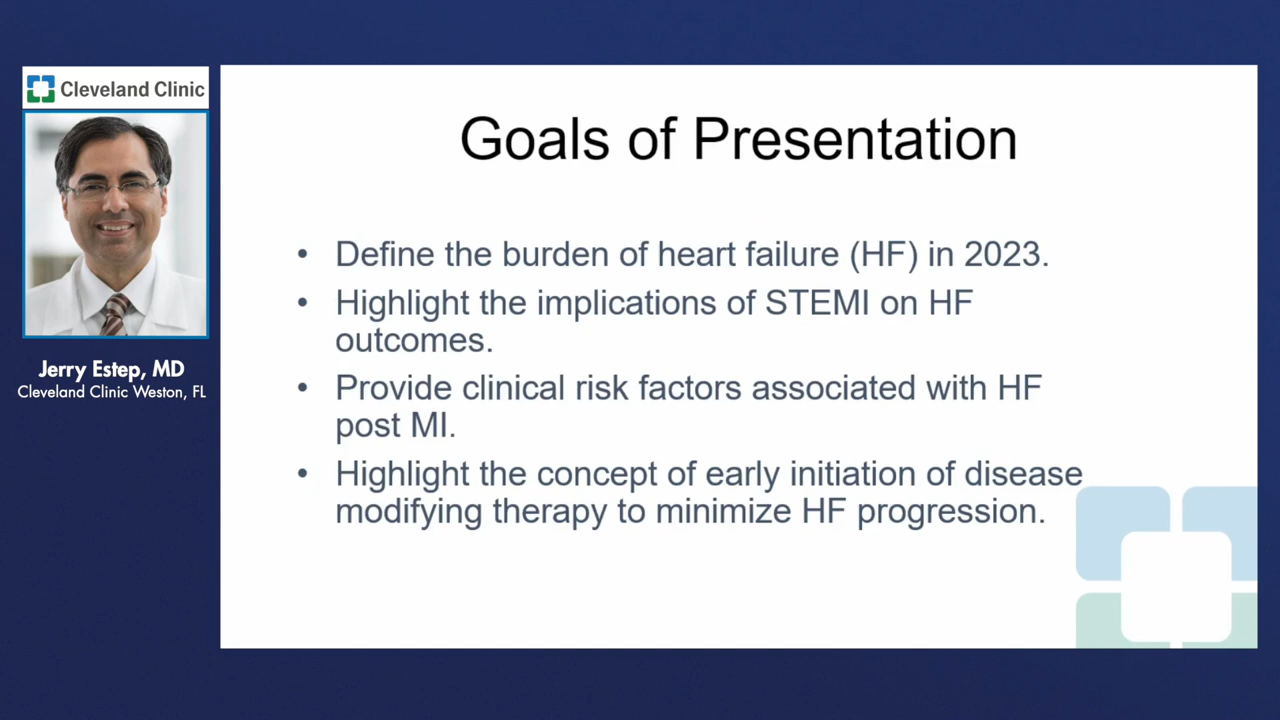 Cleveland Clinic
Jerry Estep, MD
Cleveland Clinic Weston, FL
Goals of Presentation
• Define the burden of heart failure (HF) in 2023.
• Highlight the implications of STEMI on HF
outcomes.
• Provide clinical risk factors associated with HF
post MI.
• Highlight the concept of early initiation of disease
modifying therapy to minimize HF progression.